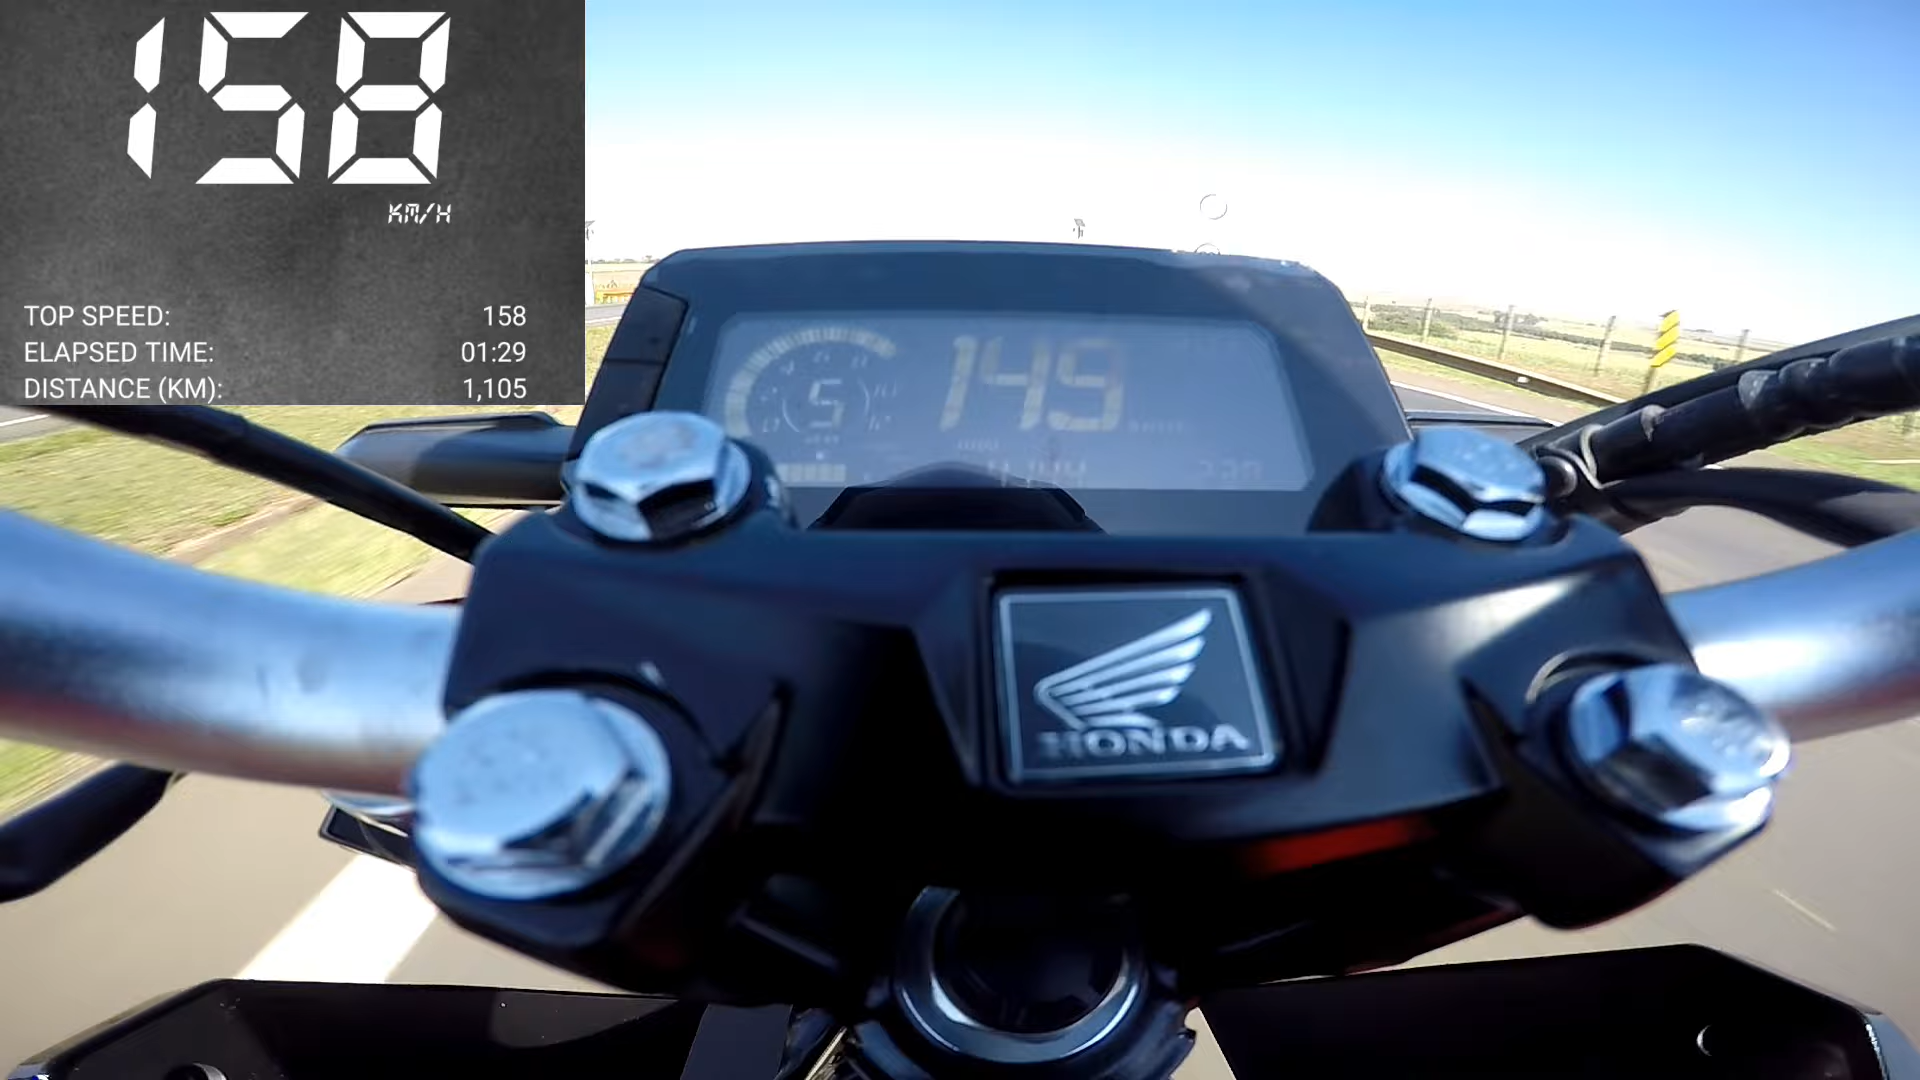 158
KM/H
TOP SPEED: 158
ELAPSED TIME: 01:29
DISTANCE (KM): 1,105
149
5
HONDA